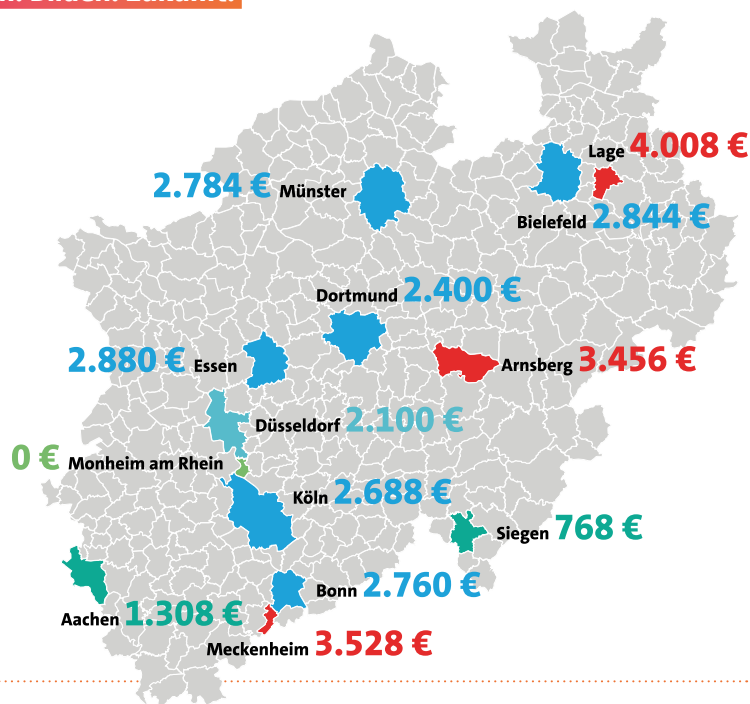 Bilden. Zukunft.
Lage 4.008 €
2.784 € Münster
Bielefeld 2.844 €
Dortmund 2.400 €
2.880 € Essen
Arnsberg 3.456 €
Düsseldorf 2.100 €
0 € Monheim am Rhein
Köln 2.688 €
Siegen 768 €
Bonn 2.760 €
Aachen 1.308 €
Meckenheim 3.528 €